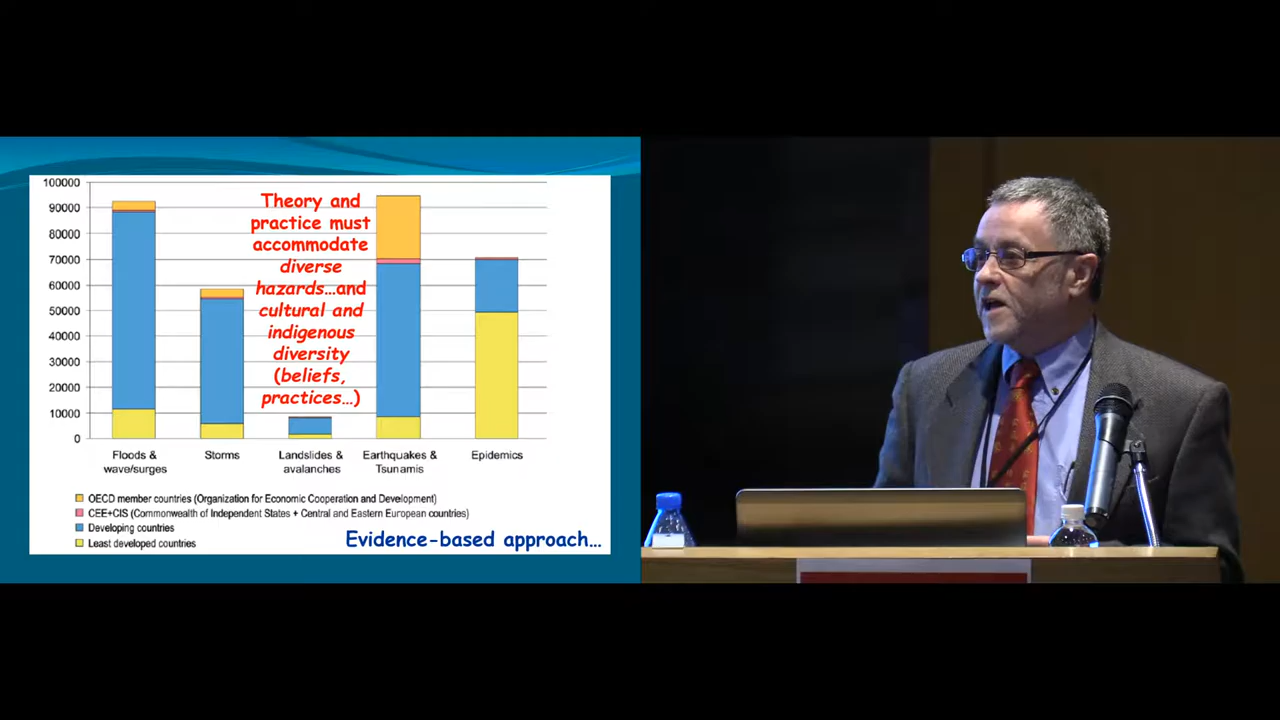 100000
90000
80000
70000
60000
50000
40000
30000
20000
10000
0
Theory and
practice must
accommodate
diverse
hazards...and
cultural and
indigenous
diversity
(beliefs,
practices...)
Floods &
wave/surges
Storms
Landslides &
avalanches
Earthquakes &
Tsunamis
Epidemics
OECD member countries (Organization for Economic Cooperation and Development)
CEE+CIS (Commonwealth of Independent States + Central and Eastern European countries)
Developing countries
Least developed countries
Evidence-based approach...